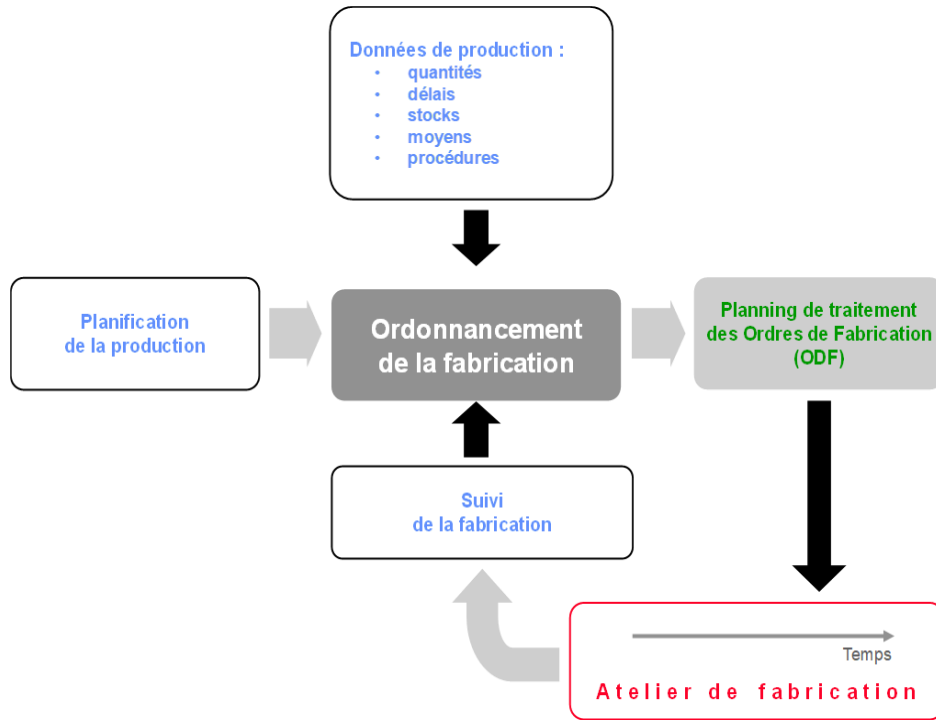 Données de production :
• quantités
• délais
• stocks
• moyens
• procédures
Planification
de la production
Ordonnancement
de la fabrication
Planning de traitement
des Ordres de Fabrication
(ODF)
Suivi
de la fabrication
Temps
Atelier de fabrication